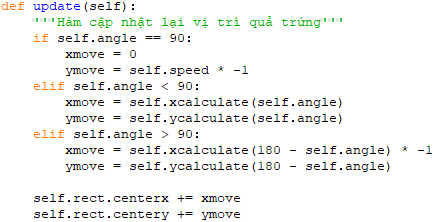 def update(self):
    '''Hàm cập nhật lại vị trí quả trứng'''
    if self.angle == 90:
        xmove = 0
        ymove = self.speed * -1
    elif self.angle < 90:
        xmove = self.xcalculate(self.angle)
        ymove = self.ycalculate(self.angle)
    elif self.angle > 90:
        xmove = self.xcalculate(180 - self.angle) * -1
        ymove = self.ycalculate(180 - self.angle)

    self.rect.centerx += xmove
    self.rect.centery += ymove